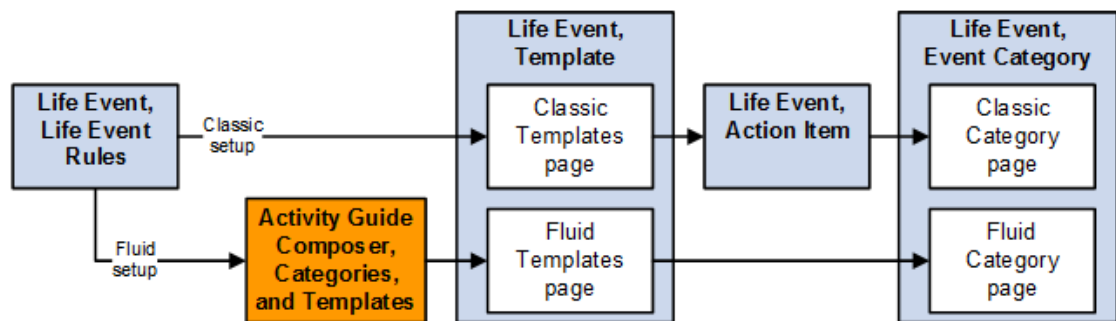 Life Event,
Life Event
Rules
Classic
setup
Fluid
setup
Activity Guide
Composer,
Categories,
and Templates
Life Event,
Template
Classic
Templates
page
Fluid
Templates
page
Life Event,
Action Item
Life Event,
Event Category
Classic
Category
page
Fluid
Category
page